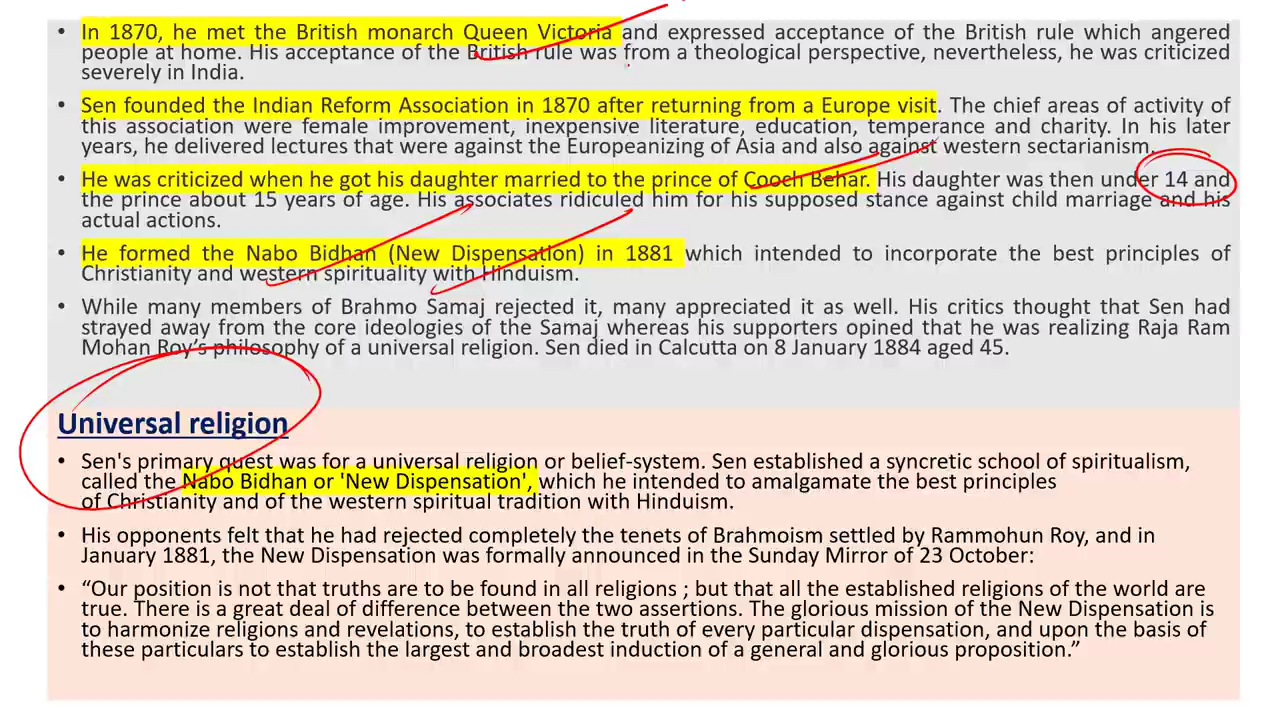 • In 1870, he met the British monarch Queen Victoria and expressed acceptance of the British rule which angered
people at home. His acceptance of the British rule was from a theological perspective, nevertheless, he was criticized
severely in India.
• Sen founded the Indian Reform Association in 1870 after returning from a Europe visit. The chief areas of activity of
this association were female improvement, inexpensive literature, education, temperance and charity. In his later
years, he delivered lectures that were against the Europeanizing of Asia and also against western sectarianism.
• He was criticized when he got his daughter married to the prince of Cooch Behar. His daughter was then under 14 and
the prince about 15 years of age. His associates ridiculed him for his supposed stance against child marriage and his
actual actions.
• He formed the Nabo Bidhan (New Dispensation) in 1881 which intended to incorporate the best principles of
Christianity and western spirituality with Hinduism.
• While many members of Brahmo Samaj rejected it, many appreciated it as well. His critics thought that Sen had
strayed away from the core ideologies of the Samaj whereas his supporters opined that he was realizing Raja Ram
Mohan Roy's philosophy of a universal religion. Sen died in Calcutta on 8 January 1884 aged 45.
Universal religion
• Sen's primary quest was for a universal religion or belief-system. Sen established a syncretic school of spiritualism,
called the Nabo Bidhan or 'New Dispensation', which he intended to amalgamate the best principles
of Christianity and of the western spiritual tradition with Hinduism.
• His opponents felt that he had rejected completely the tenets of Brahmoism settled by Rammohun Roy, and in
January 1881, the New Dispensation was formally announced in the Sunday Mirror of 23 October:
• “Our position is not that truths are to be found in all religions ; but that all the established religions of the world are
true. There is a great deal of difference between the two assertions. The glorious mission of the New Dispensation is
to harmonize religions and revelations, to establish the truth of every particular dispensation, and upon the basis of
these particulars to establish the largest and broadest induction of a general and glorious proposition.”